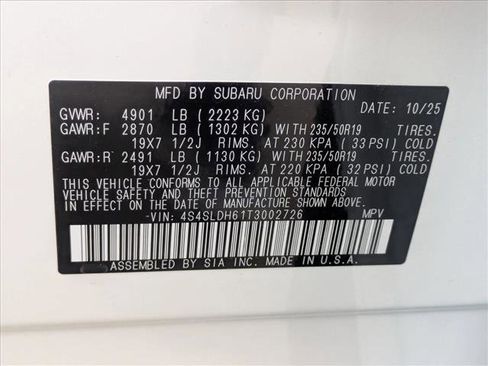 MFD BY SUBARU CORPORATION
GVWR: 4901 LB (2223 KG) DATE: 10/25
GAWR:F 2870 LB (1302 KG) WITH 235/50R19 TIRES.
19X7 1/2J RIMS. AT 230 KPA (33 PSI) COLD
GAWR:R 2491 LB (1130 KG) WITH 235/50R19 TIRES.
19X7 1/2J RIMS. AT 220 KPA (32 PSI) COLD
THIS VEHICLE CONFORMS TO ALL APPLICABLE FEDERAL MOTOR
VEHICLE SAFETY AND THEFT PREVENTION STANDARDS
IN EFFECT ON THE DATE OF MANUFACTURE SHOWN ABOVE.
-VIN: 4S4SLDH61T3002726 MPV
ASSEMBLED BY SIA INC. MADE IN U.S.A.